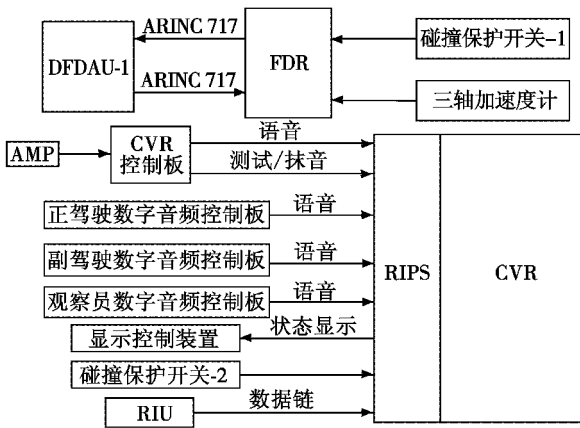 ARINC 717
DFDAU-1
ARINC 717
FDR
碰撞保护开关-1
三轴加速度计
AMP
CVR
控制板
语音
测试/抹音
正驾驶数字音频控制板
语音
副驾驶数字音频控制板
语音
观察员数字音频控制板
语音
显示控制装置
状态显示
碰撞保护开关-2
RIU
数据链
RIPS
CVR